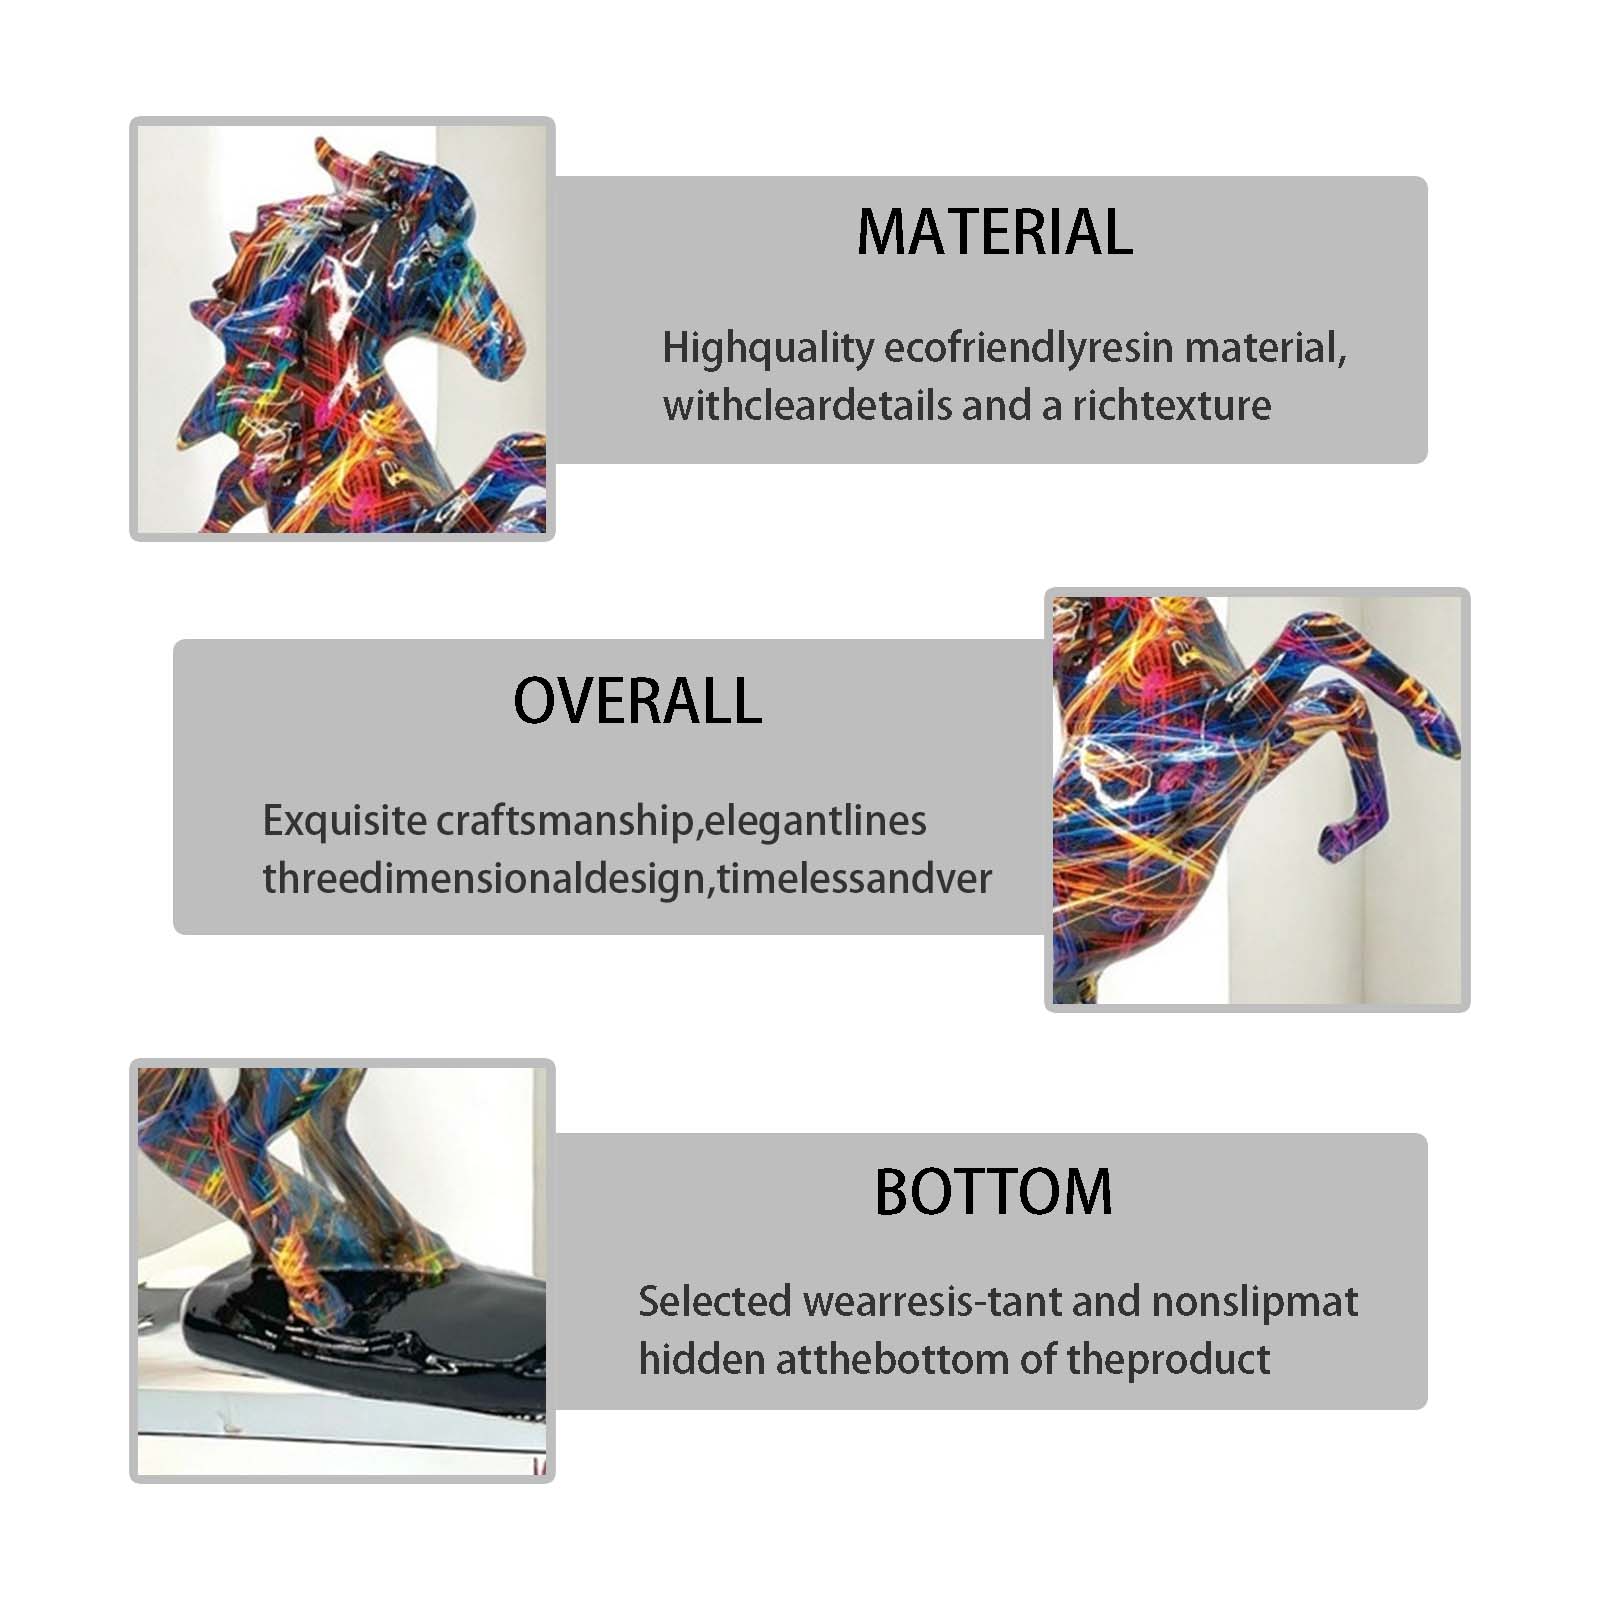 MATERIAL
Highquality ecofriendlyresin material,
withcleardetails and a richtexture
OVERALL
Exquisite craftsmanship,elegantlines
threedimensionaldesign,timelessandver
BOTTOM
Selected wearresis-tant and nonslipmat
hidden atthebottom of theproduct